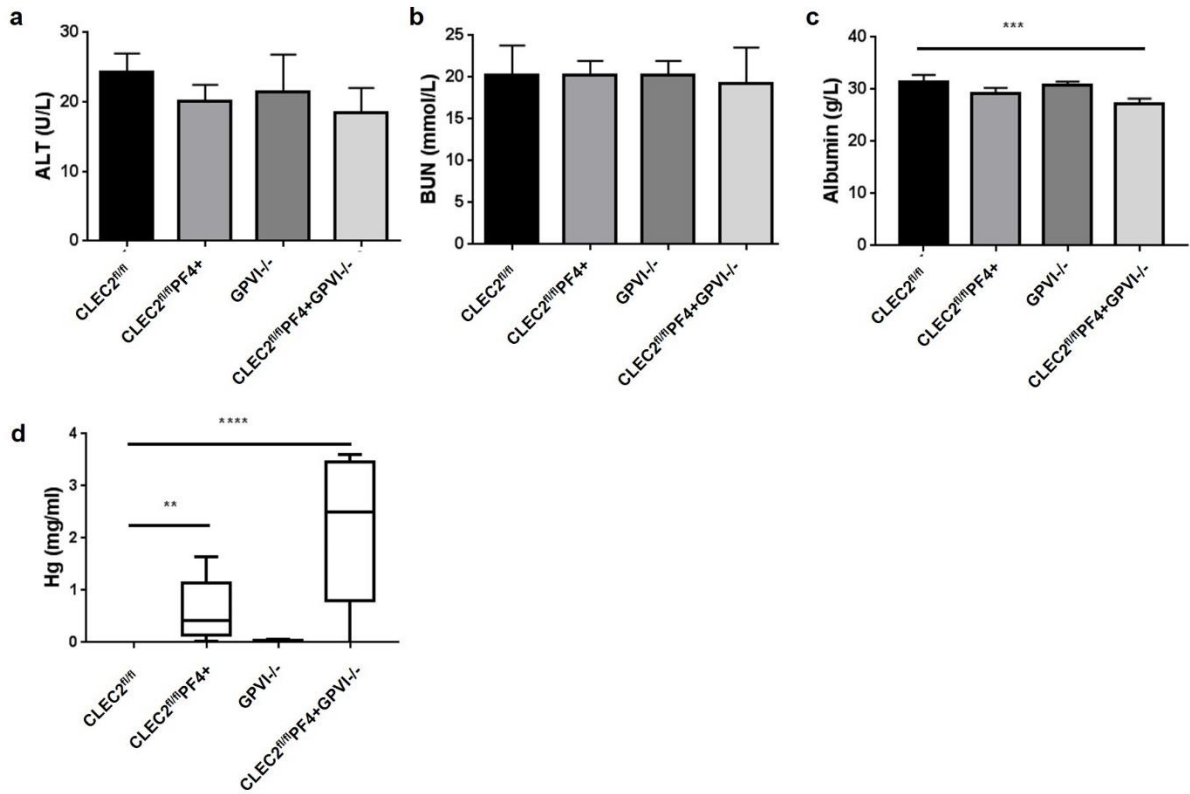 a
ALT (U/L)
30
20
10
0
CLEC2fl/fl
CLEC2fl/flPF4+
GPVI-/-
CLEC2fl/flPF4+GPVI-/-
b
BUN (mmol/L)
25
20
15
10
5
0
CLEC2fl/fl
CLEC2fl/flPF4+
GPVI-/-
CLEC2fl/flPF4+GPVI-/-
c
***
Albumin (g/L)
40
30
20
10
0
CLEC2fl/fl
CLEC2fl/flPF4+
GPVI-/-
CLEC2fl/flPF4+GPVI-/-
d
****
**
Hg (mg/ml)
4
3
2
1
0
CLEC2fl/fl
CLEC2fl/flPF4+
GPVI-/-
CLEC2fl/flPF4+GPVI-/-